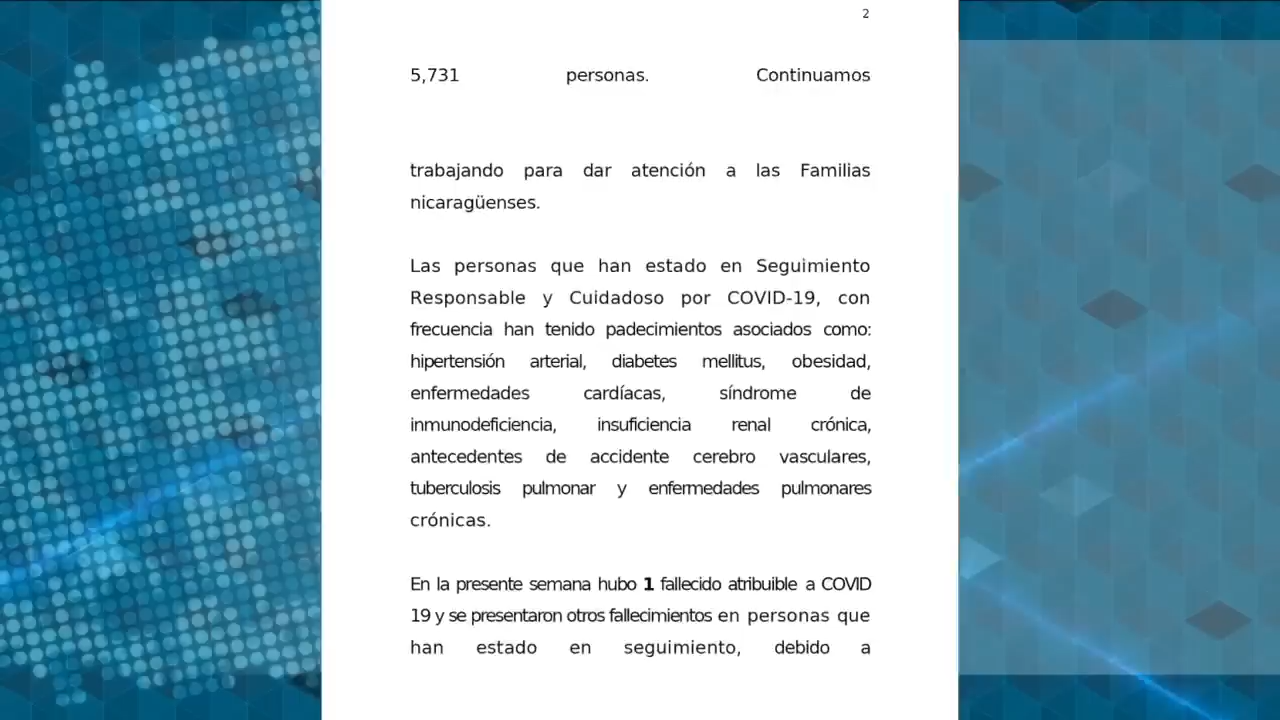 2
5,731 personas. Continuamos
trabajando para dar atención a las Familias
nicaragüenses.
Las personas que han estado en Seguimiento
Responsable y Cuidadoso por COVID-19, con
frecuencia han tenido padecimientos asociados como:
hipertensión arterial, diabetes mellitus, obesidad,
enfermedades cardíacas, síndrome de
inmunodeficiencia, insuficiencia renal crónica,
antecedentes de accidente cerebro vasculares,
tuberculosis pulmonar y enfermedades pulmonares
crónicas.
En la presente semana hubo 1 fallecido atribuible a COVID
19 y se presentaron otros fallecimientos en personas que
han estado en seguimiento, debido a